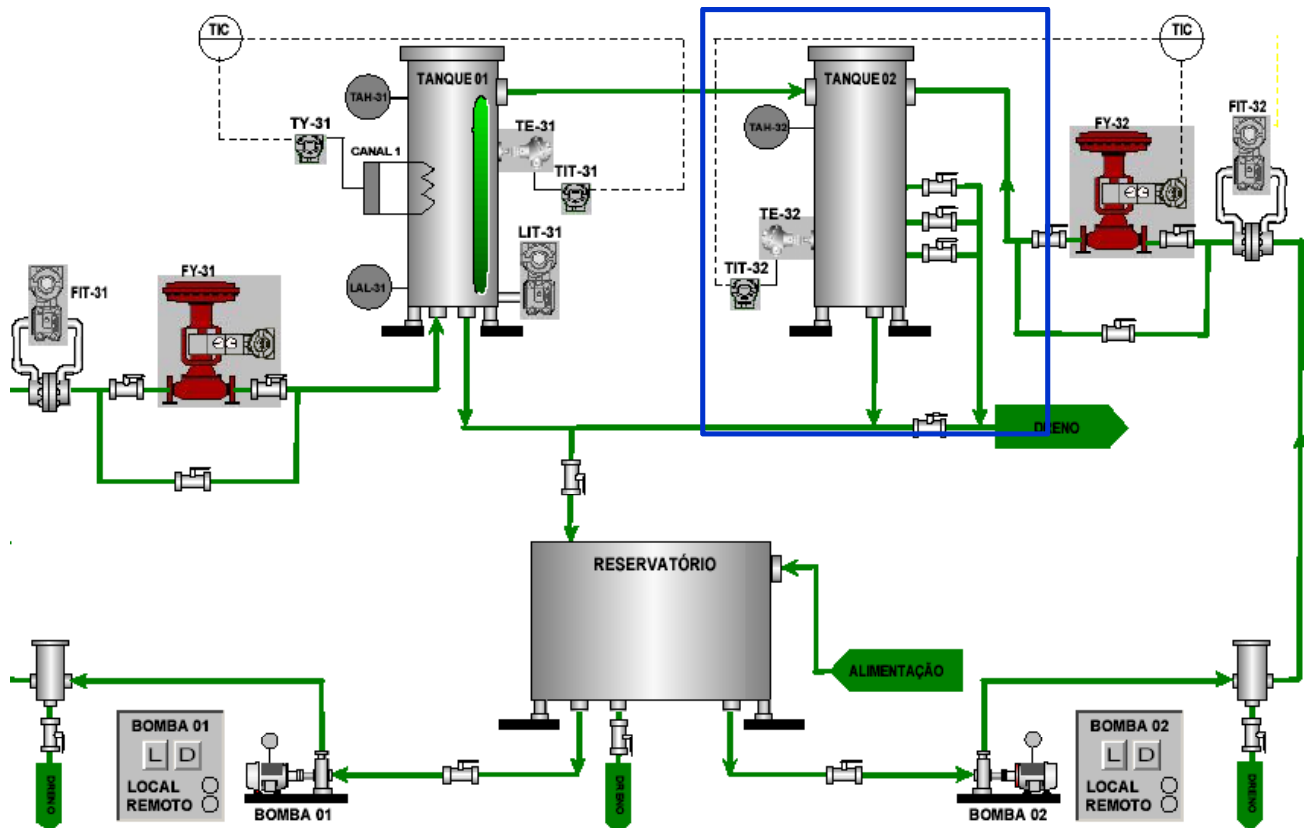 TIC
TIC
TANQUE 01
TANQUE 02
TAH-31
TAH-32
FIT-32
FY-32
TY-31
TE-31
CANAL 1
TIT-31
TE-32
LIT-31
TIT-32
FIT-31
FY-31
LAL-31
DRENO
RESERVATÓRIO
ALIMENTAÇÃO
BOMBA 01
L D
LOCAL
REMOTO
BOMBA 01
BOMBA 02
L D
LOCAL
REMOTO
BOMBA 02
DRENO
DRENO
DRENO